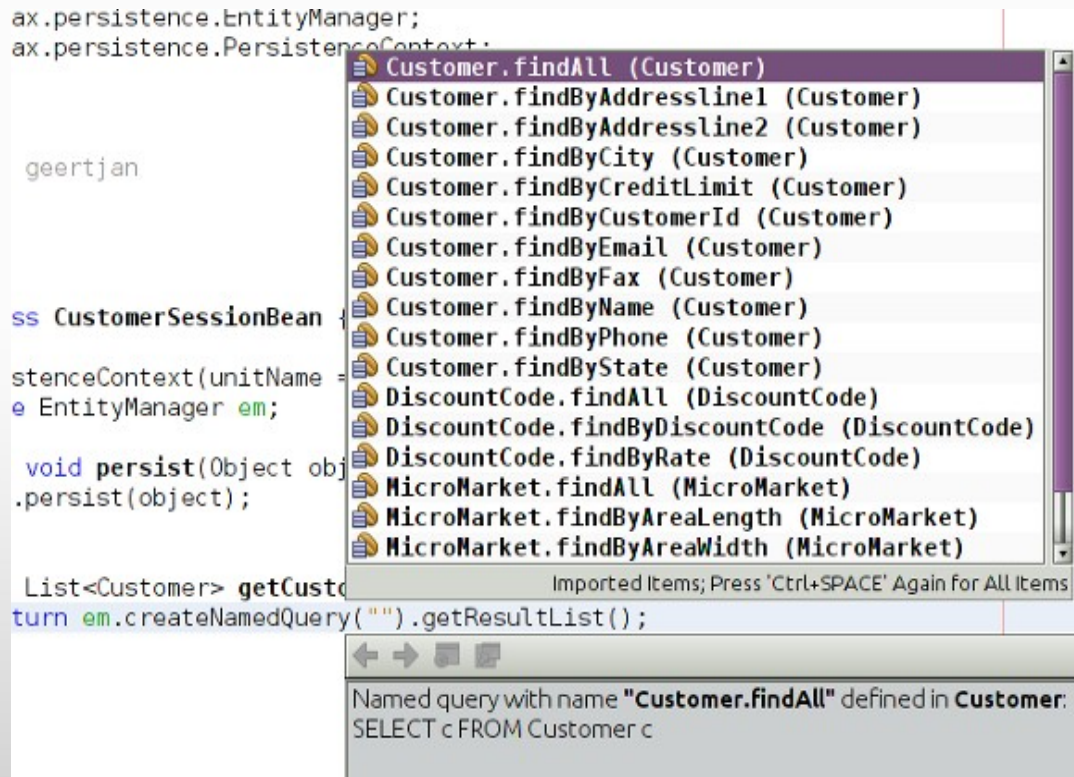 ax.persistence.EntityManager;
ax.persistence.PersistenceContext;
geertjan
ss CustomerSessionBean {
stenceContext(unitName =
e EntityManager em;
void persist(Object obj
.persist(object);
List<Customer> getCusto
turn em.createNamedQuery("").getResultList();
Customer.findAll (Customer)
Customer.findByAddressline1 (Customer)
Customer.findByAddressline2 (Customer)
Customer.findByCity (Customer)
Customer.findByCreditLimit (Customer)
Customer.findByCustomerId (Customer)
Customer.findByEmail (Customer)
Customer.findByFax (Customer)
Customer.findByName (Customer)
Customer.findByPhone (Customer)
Customer.findByState (Customer)
DiscountCode.findAll (DiscountCode)
DiscountCode.findByDiscountCode (DiscountCode)
DiscountCode.findByRate (DiscountCode)
MicroMarket.findAll (MicroMarket)
MicroMarket.findByAreaLength (MicroMarket)
MicroMarket.findByAreaWidth (MicroMarket)
Imported Items; Press 'Ctrl+SPACE' Again for All Items
Named query with name "Customer.findAll" defined in Customer:
SELECT c FROM Customer c